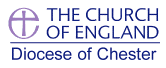 THE CHURCH
OF ENGLAND
Diocese of Chester